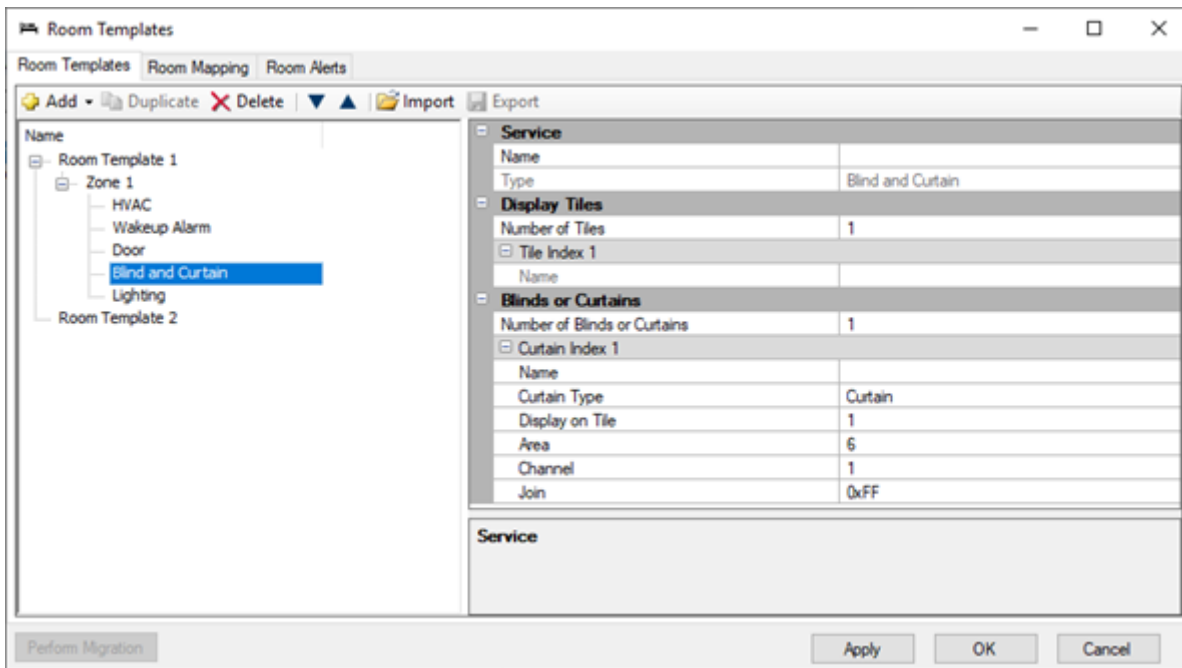 Room Templates
Room Templates Room Mapping Room Alerts
Add Duplicate Delete Import Export
Name
Room Template 1
Zone 1
HVAC
Wakeup Alarm
Door
Blind and Curtain
Lighting
Room Template 2
Service
Name
Type Blind and Curtain
Display Tiles
Number of Tiles 1
Tile Index 1
Name
Blinds or Curtains
Number of Blinds or Curtains 1
Curtain Index 1
Name
Curtain Type Curtain
Display on Tile 1
Area 6
Channel 1
Join 0xFF
Service
Perform Migration Apply OK Cancel